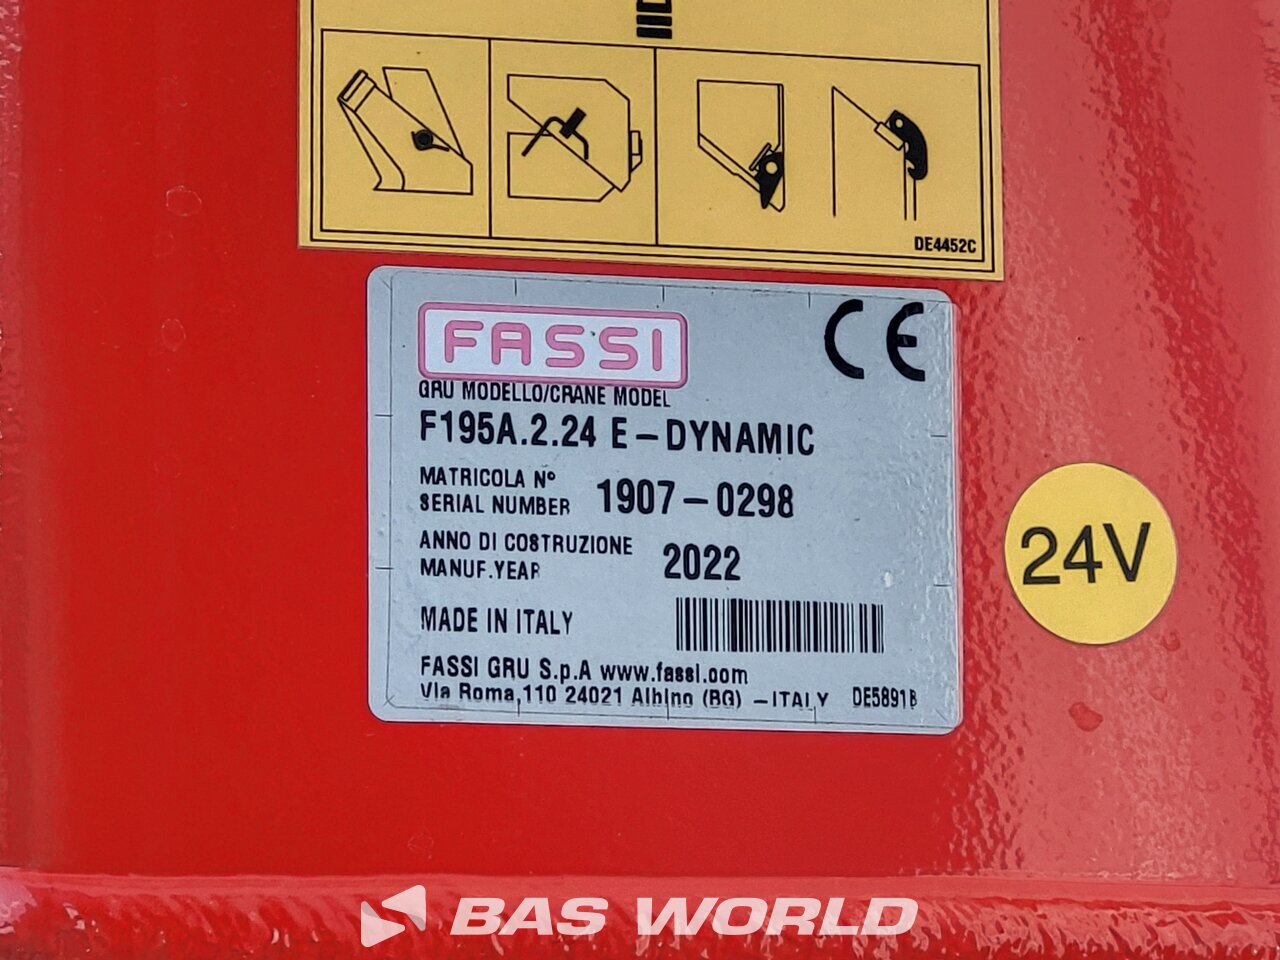 DE4452C
FASSI
CE
GRU MODELLO/CRANE MODEL
F195A.2.24 E-DYNAMIC
MATRICOLA Nº
SERIAL NUMBER 1907-0298
ANNO DI COSTRUZIONE
MANUF.YEAR 2022
MADE IN ITALY
FASSI GRU S.p.A www.fassi.com
Via Roma,110 24021 Albino (BG) -ITALY DE5891B
24V
BAS WORLD